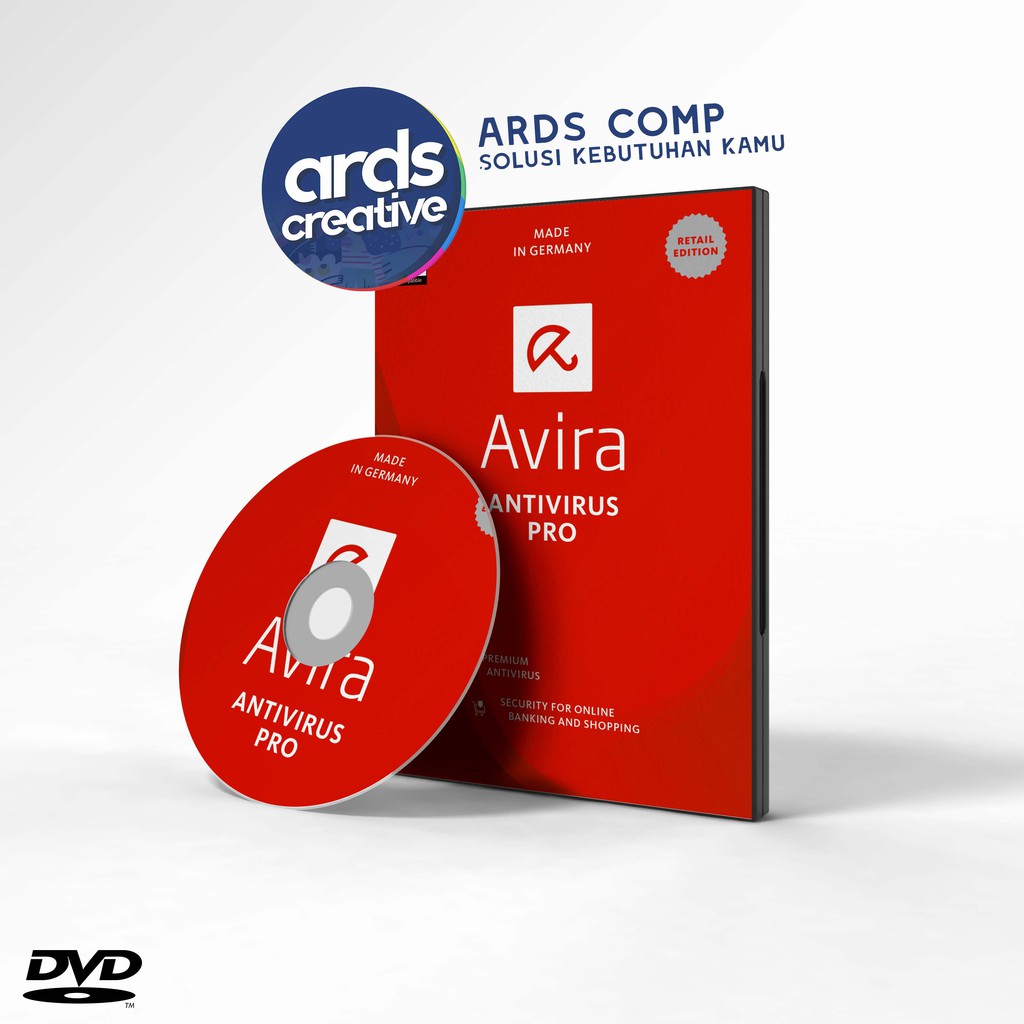 ards
creative
ARDS COMP
SOLUSI KEBUTUHAN KAMU
MADE
IN GERMANY
RETAIL
EDITION
Avira
ANTIVIRUS
PRO
PREMIUM
ANTIVIRUS
SECURITY FOR ONLINE
BANKING AND SHOPPING
MADE
IN GERMANY
Avira
ANTIVIRUS
PRO
DVD
TM